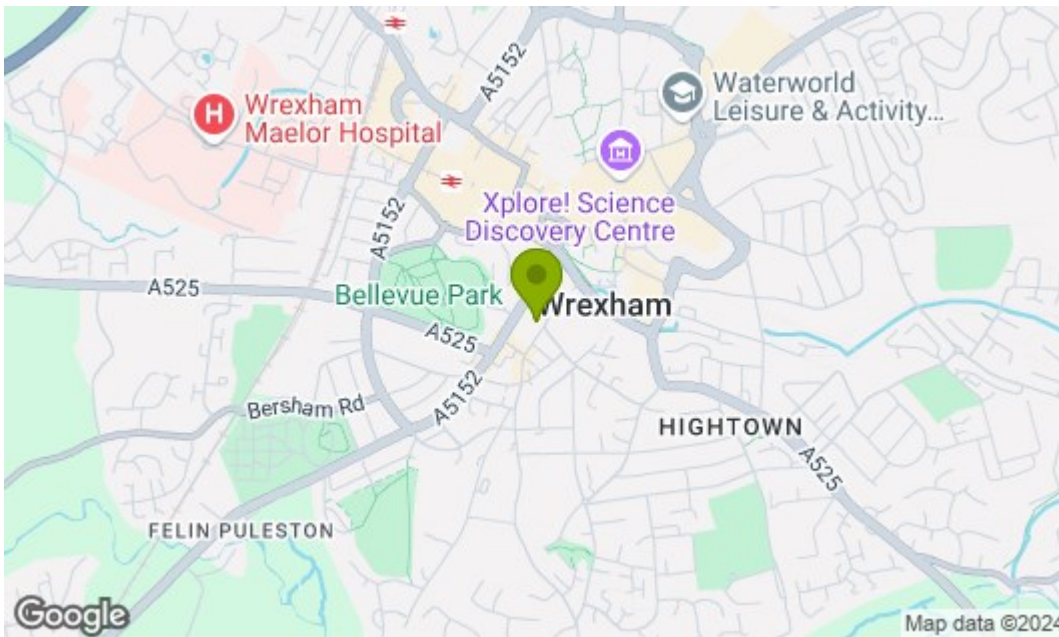 A5152
Waterworld
Leisure & Activity...
H
Wrexham
Maelor Hospital
Xplore! Science
Discovery Centre
A5152
A525
Bellevue Park
Wrexham
A525
A5152
Bersham Rd
HIGHTOWN
A525
FELIN PULESTON
Google
Map data ©2024